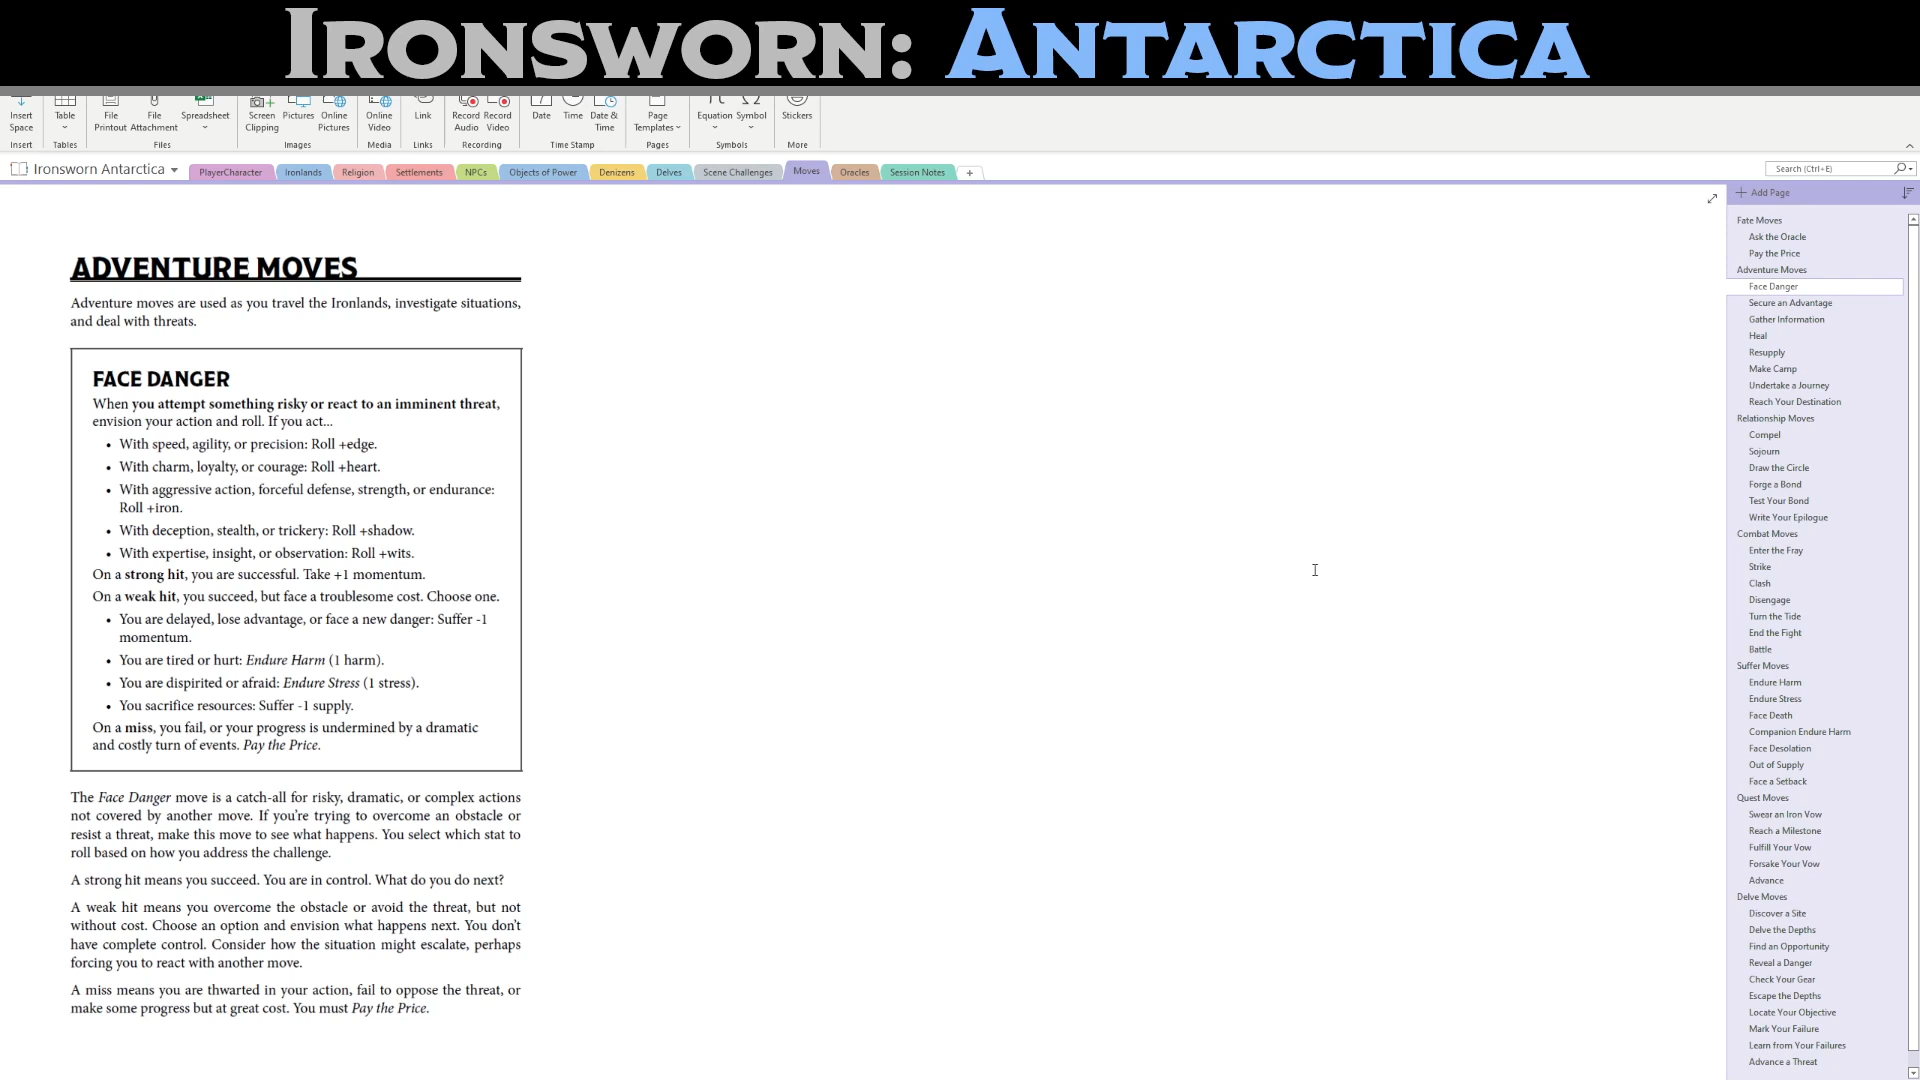 Ironsworn: Antarctica
Insert Space
Table
File Printout
File Attachment
Spreadsheet
Screen Clipping
Pictures
Online Pictures
Online Video
Link
Record Audio
Record Video
Date
Time
Date & Time
Page Templates
Equation
Symbol
Stickers
Insert
Tables
Files
Images
Media
Links
Recording
Time Stamp
Pages
Symbols
More
Ironsworn Antarctica
PlayerCharacter
Ironlands
Religion
Settlements
NPCs
Objects of Power
Denizens
Delves
Scene Challenges
Moves
Oracles
Session Notes
Search (Ctrl+E)
ADVENTURE MOVES
Adventure moves are used as you travel the Ironlands, investigate situations,
and deal with threats.
FACE DANGER
When you attempt something risky or react to an imminent threat,
envision your action and roll. If you act...
• With speed, agility, or precision: Roll +edge.
• With charm, loyalty, or courage: Roll +heart.
• With aggressive action, forceful defense, strength, or endurance:
Roll +iron.
• With deception, stealth, or trickery: Roll +shadow.
• With expertise, insight, or observation: Roll +wits.
On a strong hit, you are successful. Take +1 momentum.
On a weak hit, you succeed, but face a troublesome cost. Choose one.
• You are delayed, lose advantage, or face a new danger: Suffer -1
momentum.
• You are tired or hurt: Endure Harm (1 harm).
• You are dispirited or afraid: Endure Stress (1 stress).
• You sacrifice resources: Suffer -1 supply.
On a miss, you fail, or your progress is undermined by a dramatic
and costly turn of events. Pay the Price.
The Face Danger move is a catch-all for risky, dramatic, or complex actions
not covered by another move. If you're trying to overcome an obstacle or
resist a threat, make this move to see what happens. You select which stat to
roll based on how you address the challenge.
A strong hit means you succeed. You are in control. What do you do next?
A weak hit means you overcome the obstacle or avoid the threat, but not
without cost. Choose an option and envision what happens next. You don't
have complete control. Consider how the situation might escalate, perhaps
forcing you to react with another move.
A miss means you are thwarted in your action, fail to oppose the threat, or
make some progress but at great cost. You must Pay the Price.
Add Page
Fate Moves
Ask the Oracle
Pay the Price
Adventure Moves
Face Danger
Secure an Advantage
Gather Information
Heal
Resupply
Make Camp
Undertake a Journey
Reach Your Destination
Relationship Moves
Compel
Sojourn
Draw the Circle
Forge a Bond
Test Your Bond
Write Your Epilogue
Combat Moves
Enter the Fray
Strike
Clash
Disengage
Turn the Tide
End the Fight
Battle
Suffer Moves
Endure Harm
Endure Stress
Face Death
Companion Endure Harm
Face Desolation
Out of Supply
Face a Setback
Quest Moves
Swear an Iron Vow
Reach a Milestone
Fulfill Your Vow
Forsake Your Vow
Advance
Delve Moves
Discover a Site
Delve the Depths
Find an Opportunity
Reveal a Danger
Check Your Gear
Escape the Depths
Locate Your Objective
Mark Your Failure
Learn from Your Failures
Advance a Threat